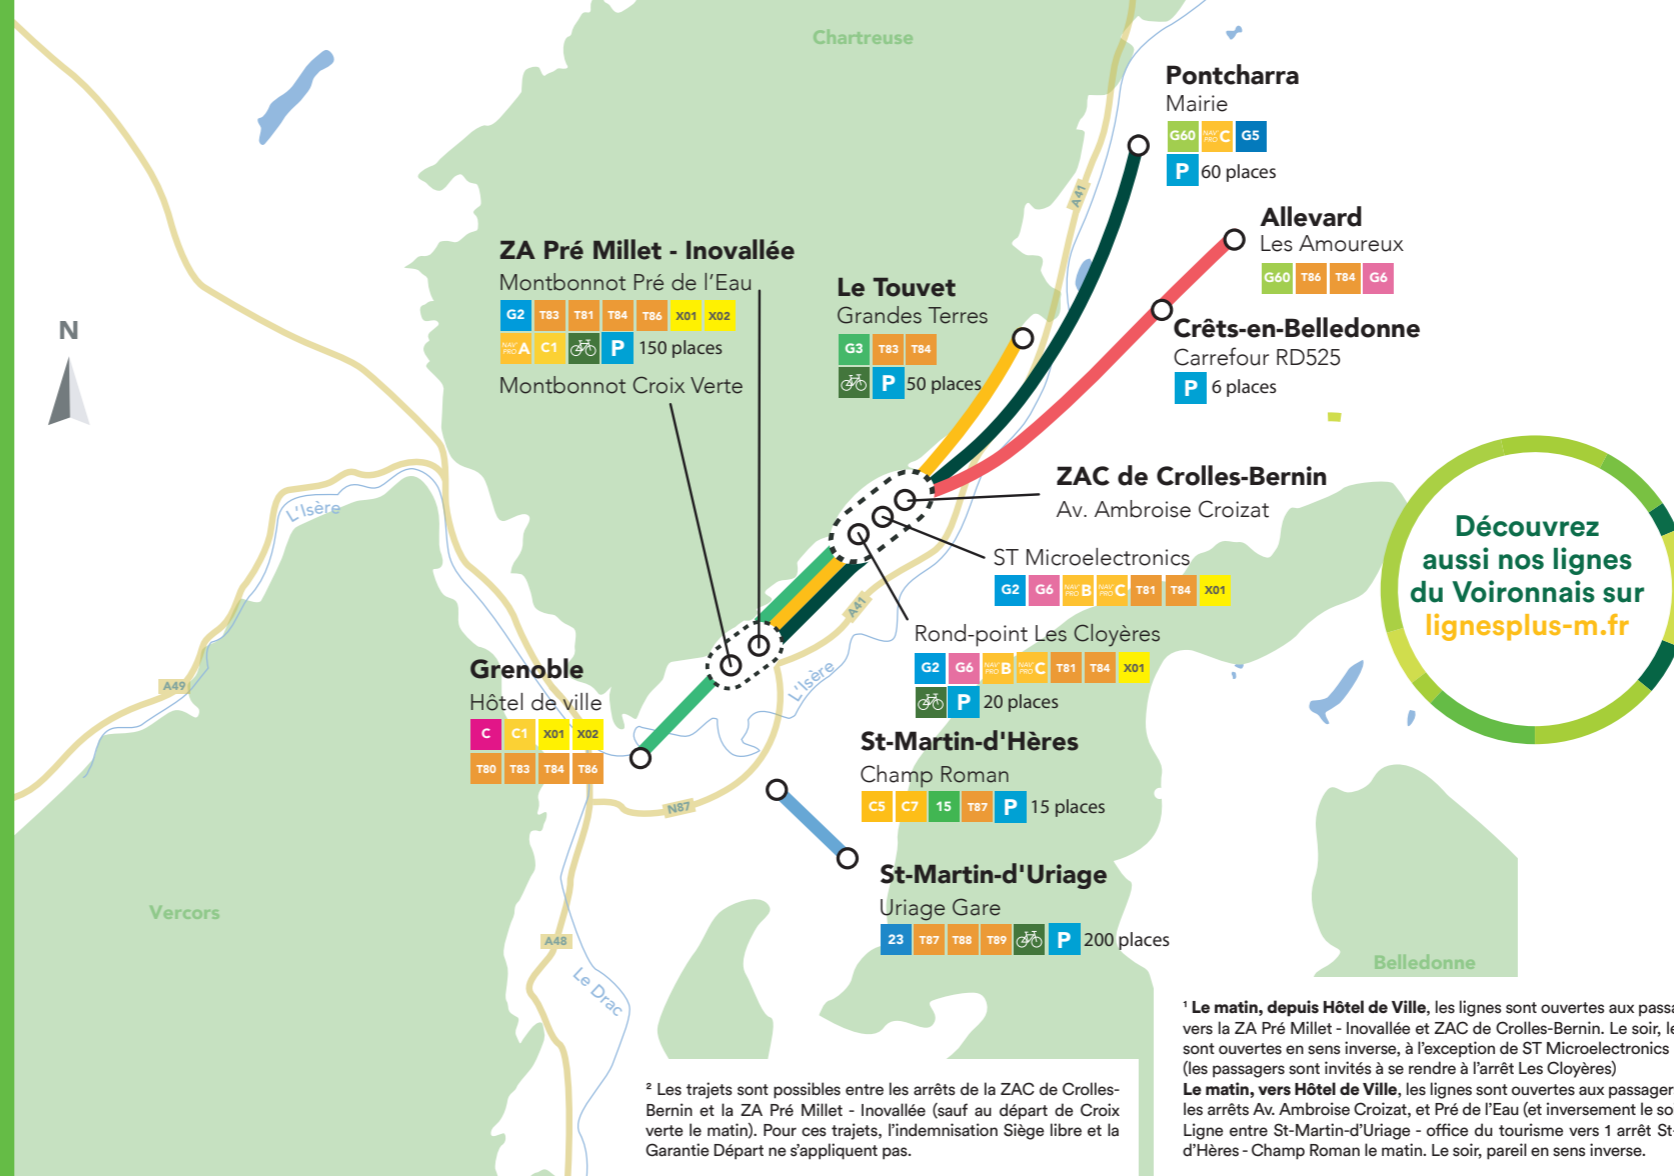 Chartreuse
Pontcharra
Mairie
G60 NAV' PRO C G5
P 60 places
A41
Allevard
Les Amoureux
G60 T86 T84 G6
Crêts-en-Belledonne
Carrefour RD525
P 6 places
ZA Pré Millet - Inovallée
Montbonnot Pré de l'Eau
G2 T83 T81 T84 T86 X01 X02
NAV' PRO A C1 P 150 places
Montbonnot Croix Verte
Le Touvet
Grandes Terres
G3 T83 T84
P 50 places
N
ZAC de Crolles-Bernin
Av. Ambroise Croizat
ST Microelectronics
G2 G6 NAV' PRO B NAV' PRO C T81 T84 X01
Rond-point Les Cloyères
G2 G6 NAV' PRO B NAV' PRO C T81 T84 X01
P 20 places
L'Isère
A41
L'Isère
A49
Découvrez
aussi nos lignes
du Voironnais sur
lignesplus-m.fr
Grenoble
Hôtel de ville
C C1 X01 X02
T80 T83 T84 T86
N87
St-Martin-d'Hères
Champ Roman
C5 C7 15 T87 P 15 places
St-Martin-d'Uriage
Uriage Gare
23 T87 T88 T89 P 200 places
Vercors
A48
Le Drac
Belledonne
² Les trajets sont possibles entre les arrêts de la ZAC de Crolles-
Bernin et la ZA Pré Millet - Inovallée (sauf au départ de Croix
verte le matin). Pour ces trajets, l'indemnisation Siège libre et la
Garantie Départ ne s'appliquent pas.
¹ Le matin, depuis Hôtel de Ville, les lignes sont ouvertes aux passa
vers la ZA Pré Millet - Inovallée et ZAC de Crolles-Bernin. Le soir, le
sont ouvertes en sens inverse, à l'exception de ST Microelectronics
(les passagers sont invités à se rendre à l'arrêt Les Cloyères)
Le matin, vers Hôtel de Ville, les lignes sont ouvertes aux passager
les arrêts Av. Ambroise Croizat, et Pré de l'Eau (et inversement le soi
Ligne entre St-Martin-d'Uriage - office du tourisme vers 1 arrêt St-
d'Hères - Champ Roman le matin. Le soir, pareil en sens inverse.